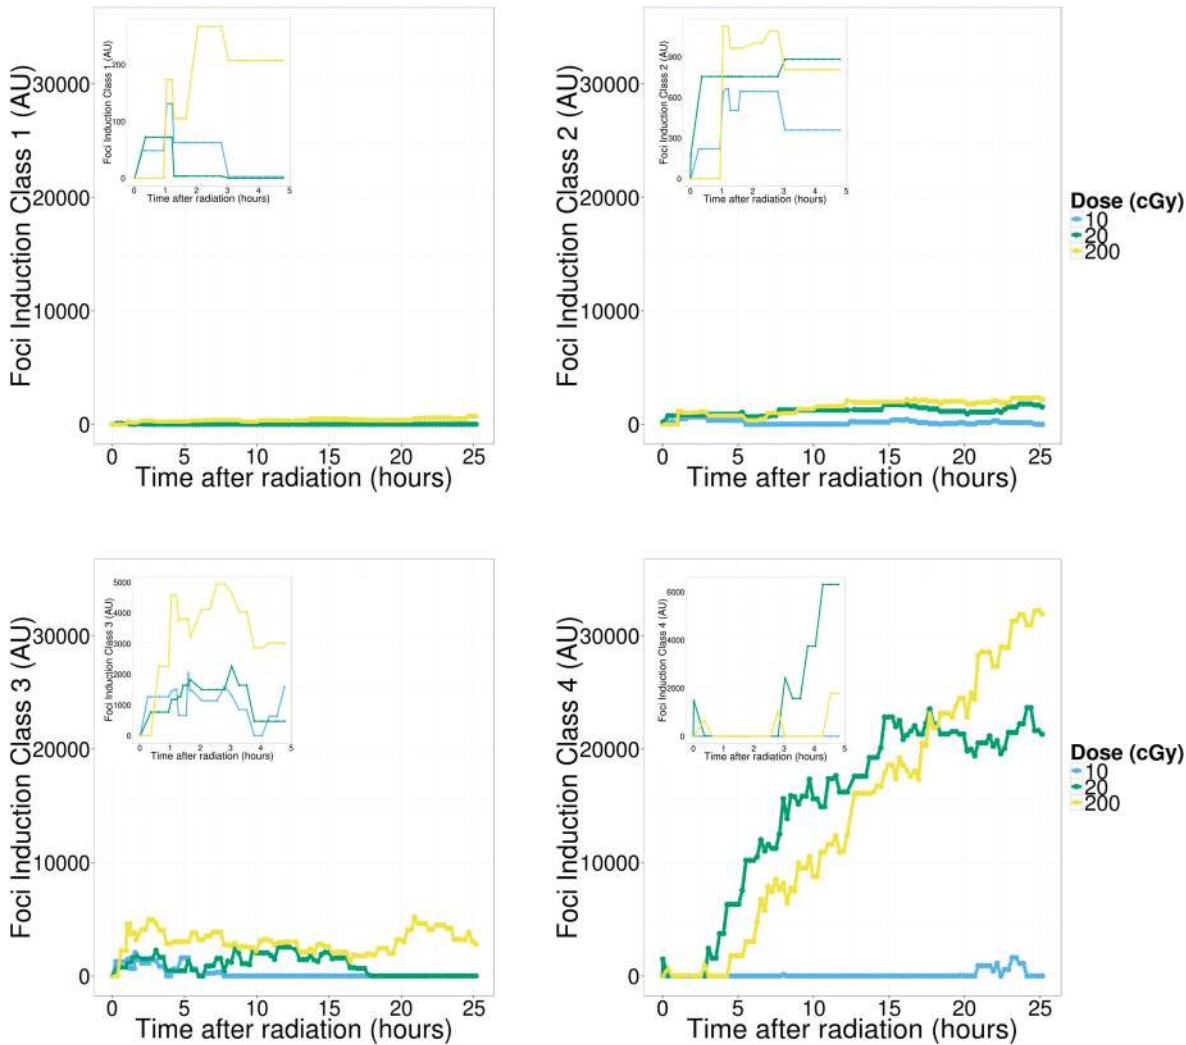 Foci Induction Class 1 (AU)
30000
20000
10000
0
0 5 10 15 20 25
Time after radiation (hours)
Foci Induction Class 1 (AU)
200
100
0
0 1 2 3 4 5
Time after radiation (hours)
Foci Induction Class 2 (AU)
30000
20000
10000
0
0 5 10 15 20 25
Time after radiation (hours)
Foci Induction Class 2 (AU)
900
600
300
0
0 1 2 3 4 5
Time after radiation (hours)
Dose (cGy)
10
20
200
Foci Induction Class 3 (AU)
30000
20000
10000
0
0 5 10 15 20 25
Time after radiation (hours)
Foci Induction Class 3 (AU)
5000
4000
3000
2000
1000
0
0 1 2 3 4 5
Time after radiation (hours)
Foci Induction Class 4 (AU)
30000
20000
10000
0
0 5 10 15 20 25
Time after radiation (hours)
Foci Induction Class 4 (AU)
6000
4000
2000
0
0 1 2 3 4 5
Time after radiation (hours)
Dose (cGy)
10
20
200